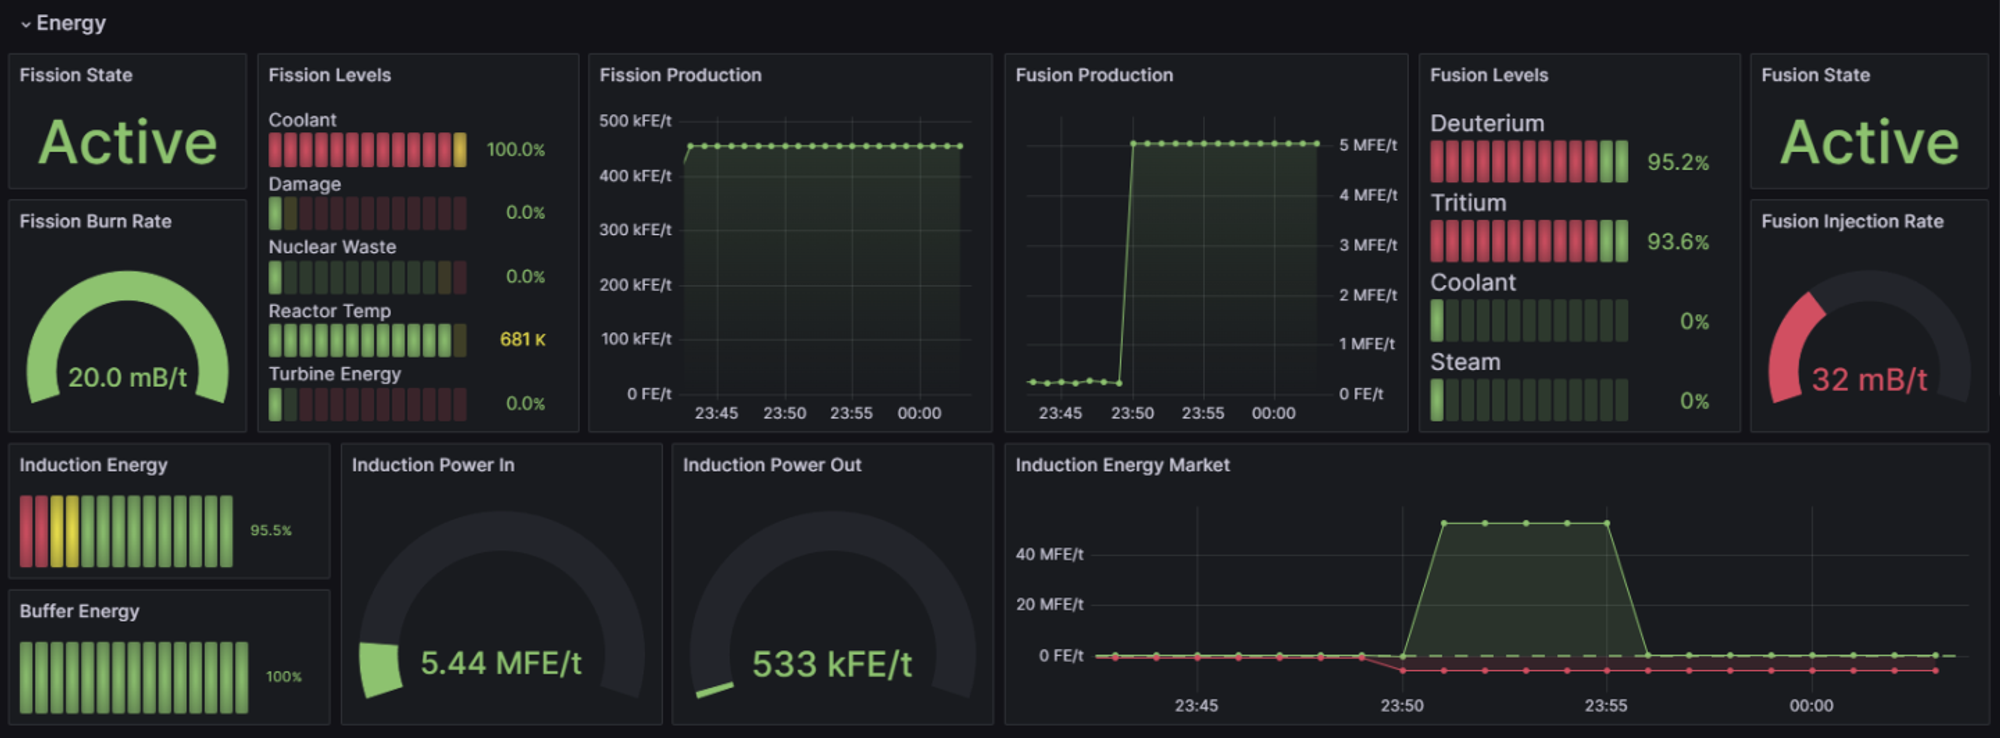 Energy
Fission State
Active
Fission Burn Rate
20.0 mB/t
Fission Levels
Coolant
100.0%
Damage
0.0%
Nuclear Waste
0.0%
Reactor Temp
681 K
Turbine Energy
0.0%
Fission Production
500 kFE/t
400 kFE/t
300 kFE/t
200 kFE/t
100 kFE/t
0 FE/t
23:45 23:50 23:55 00:00
Fusion Production
5 MFE/t
4 MFE/t
3 MFE/t
2 MFE/t
1 MFE/t
0 FE/t
23:45 23:50 23:55 00:00
Fusion Levels
Deuterium
95.2%
Tritium
93.6%
Coolant
0%
Steam
0%
Fusion State
Active
Fusion Injection Rate
32 mB/t
Induction Energy
95.5%
Buffer Energy
100%
Induction Power In
5.44 MFE/t
Induction Power Out
533 kFE/t
Induction Energy Market
40 MFE/t
20 MFE/t
0 FE/t
23:45 23:50 23:55 00:00